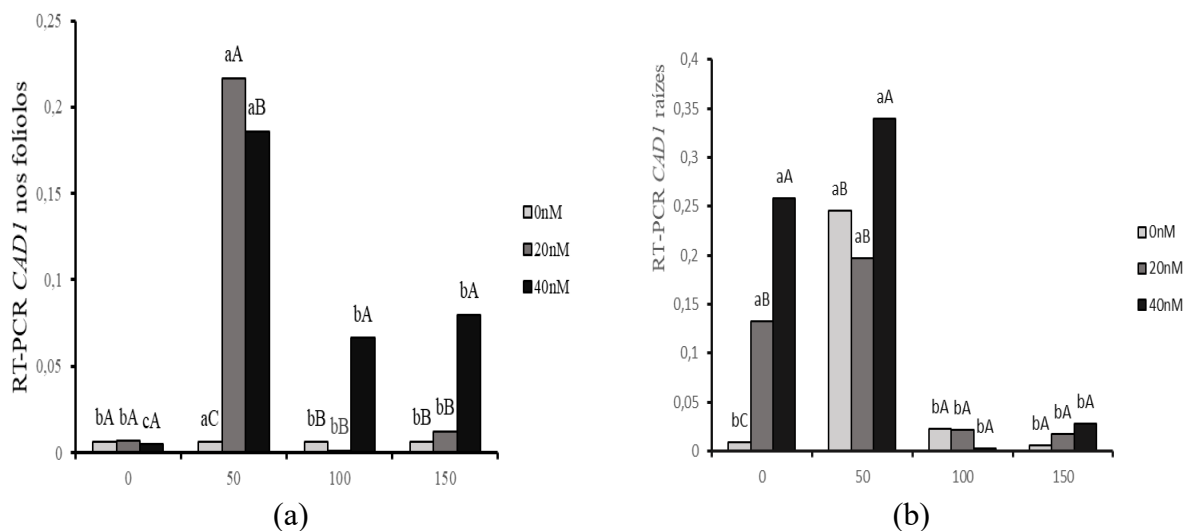 RT-PCR CAD1 nos folíolos
0,25
0,2
0,15
0,1
0,05
0
bA bA cA
aC aA aB
bB bB bA
bB bB bA
0 50 100 150
0nM
20nM
40nM
(a)
RT-PCR CAD1 raízes
0,4
0,35
0,3
0,25
0,2
0,15
0,1
0,05
0
bC aB aA
aB aB aA
bA bA bA
bA bA bA
0 50 100 150
0nM
20nM
40nM
(b)